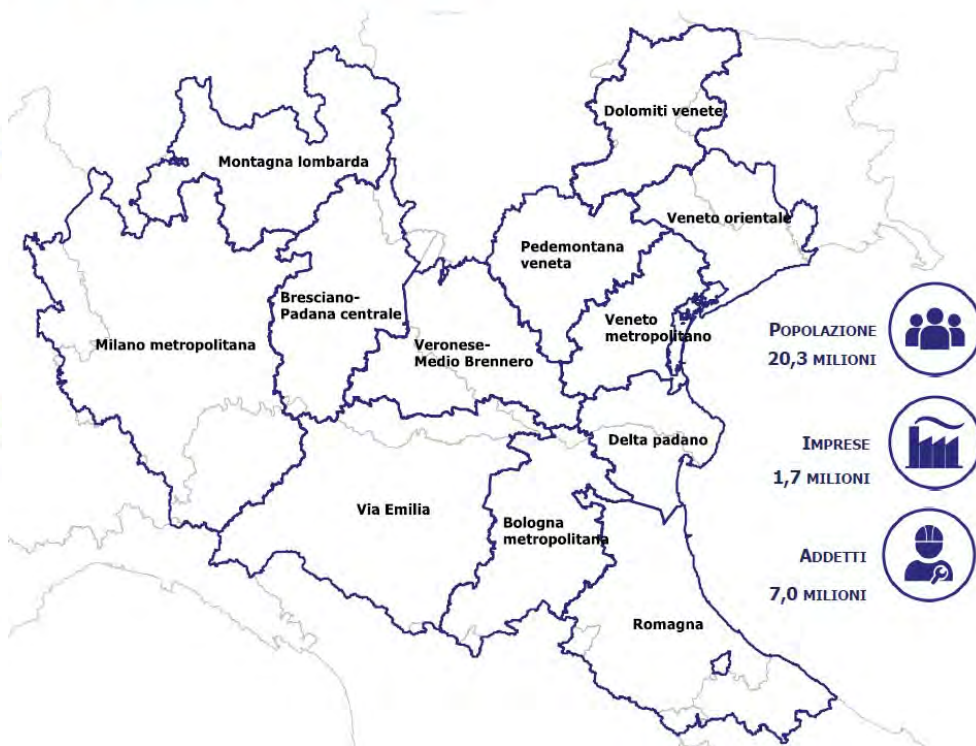 Dolomiti venete
Montagna lombarda
Veneto orientale
Pedemontana
veneta
Bresciano-
Padana centrale
Veneto
metropolitano
Milano metropolitana
Veronese-
Medio Brennero
POPOLAZIONE
20,3 MILIONI
Delta padano
IMPRESE
1,7 MILIONI
Via Emilia
Bologna
metropolitana
ADDETTI
7,0 MILIONI
Romagna